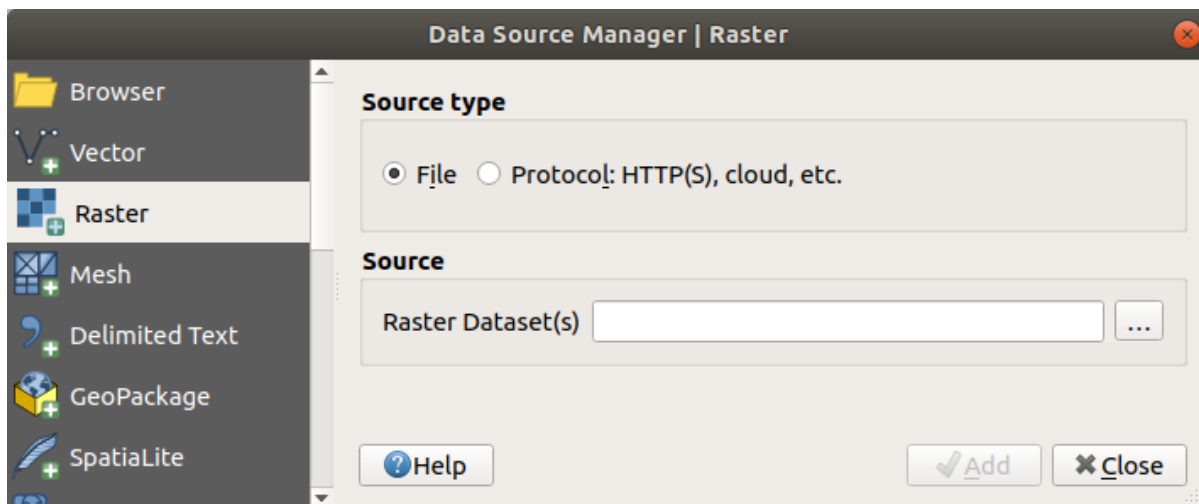 Data Source Manager | Raster
Browser
Vector
Raster
Mesh
Delimited Text
GeoPackage
SpatiaLite
Source type
File
Protocol: HTTP(S), cloud, etc.
Source
Raster Dataset(s)
...
Help
Add
Close